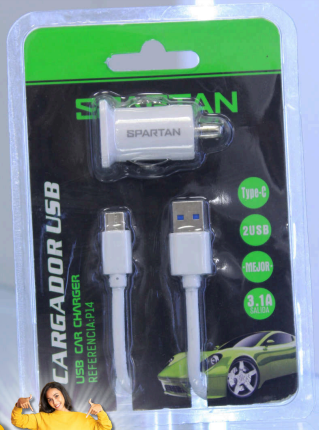 SPARTAN
SPARTAN
CARGADOR USB
USB CAR CHARGER
REFERENCIA:P14
Type-C
2USB
-MEJOR-
3.1A
SALIDA